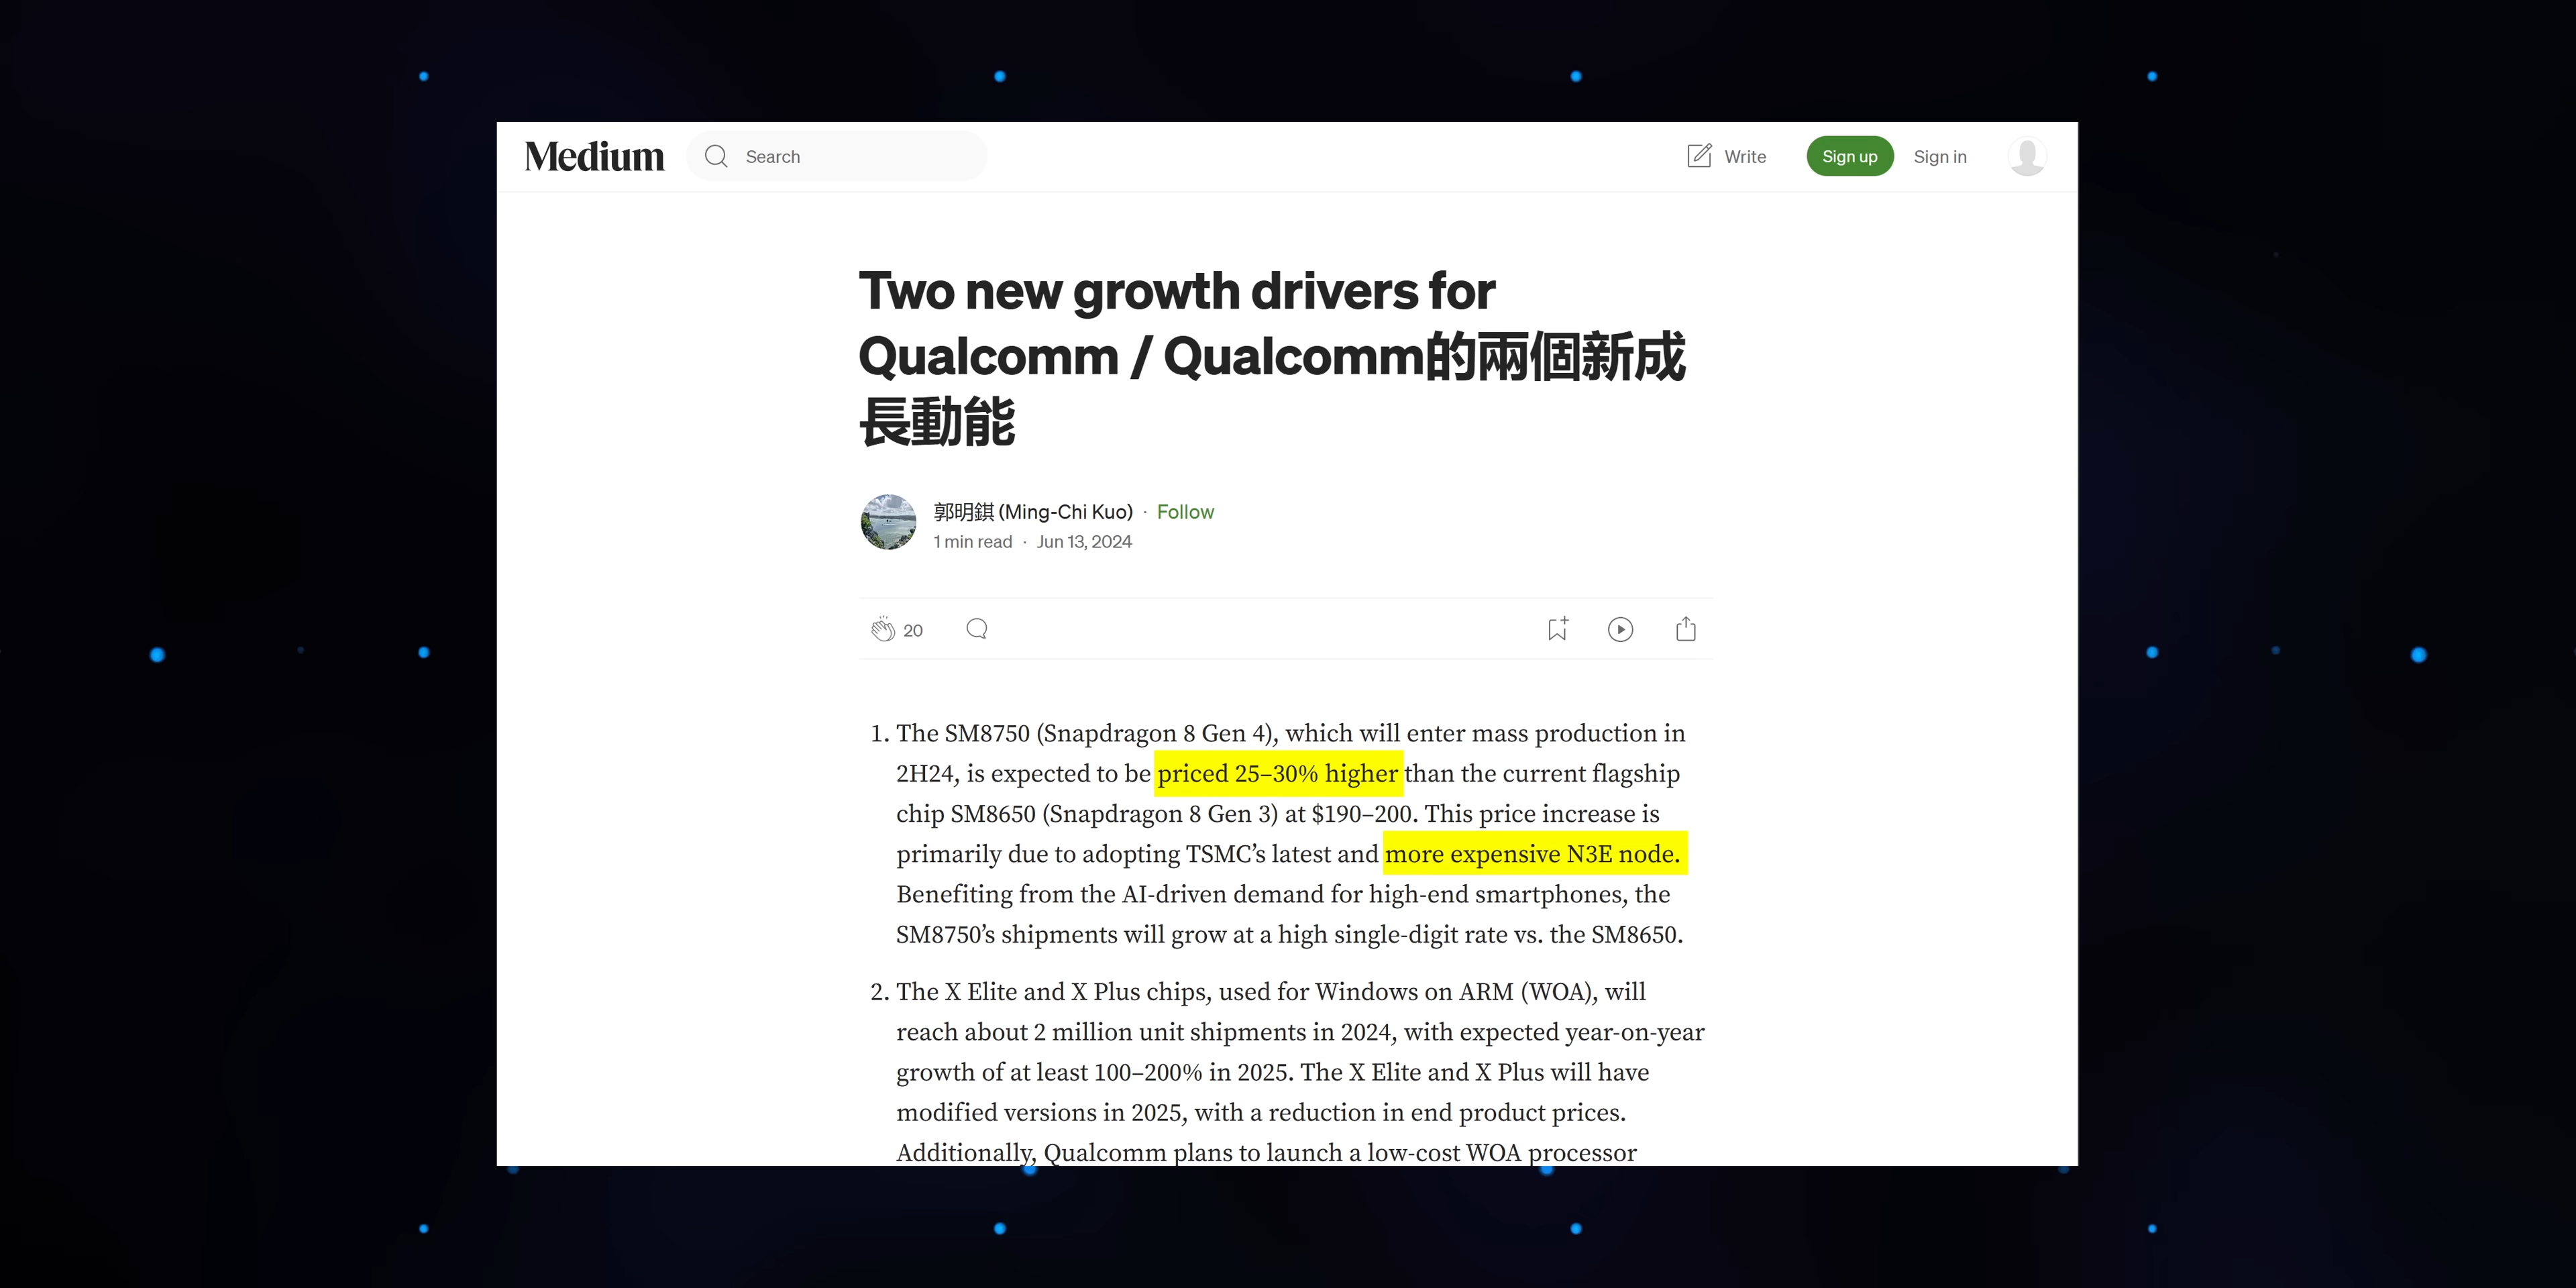 Medium
Search
Write
Sign up
Sign in
Two new growth drivers for
Qualcomm / Qualcomm的兩個新成
長動能
郭明錤 (Ming-Chi Kuo) · Follow
1 min read · Jun 13, 2024
20
1. The SM8750 (Snapdragon 8 Gen 4), which will enter mass production in
2H24, is expected to be priced 25–30% higher than the current flagship
chip SM8650 (Snapdragon 8 Gen 3) at $190–200. This price increase is
primarily due to adopting TSMC’s latest and more expensive N3E node.
Benefiting from the AI-driven demand for high-end smartphones, the
SM8750’s shipments will grow at a high single-digit rate vs. the SM8650.
2. The X Elite and X Plus chips, used for Windows on ARM (WOA), will
reach about 2 million unit shipments in 2024, with expected year-on-year
growth of at least 100–200% in 2025. The X Elite and X Plus will have
modified versions in 2025, with a reduction in end product prices.
Additionally, Qualcomm plans to launch a low-cost WOA processor